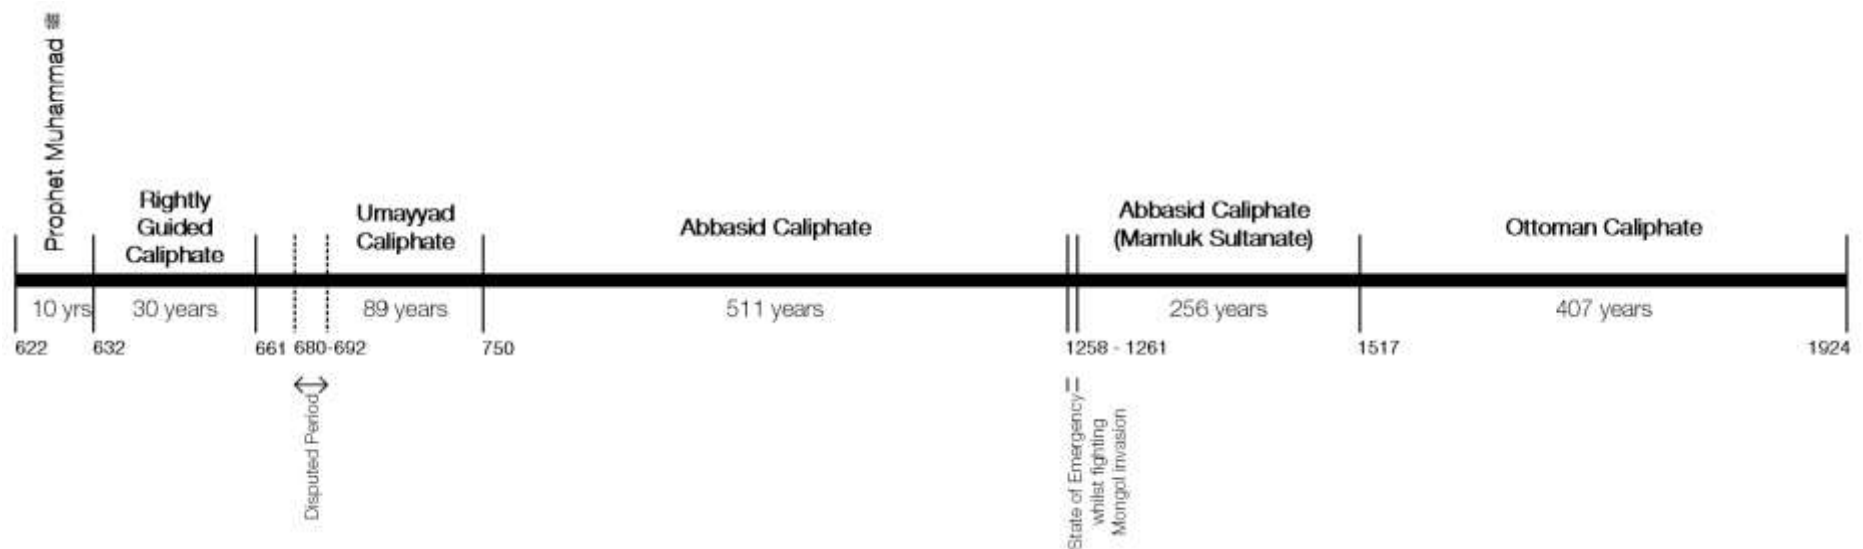 Prophet Muhammad ﷺ
Rightly
Guided
Caliphate
Umayyad
Caliphate
Abbasid Caliphate
Abbasid Caliphate
(Mamluk Sultanate)
Ottoman Caliphate
10 yrs
30 years
89 years
511 years
256 years
407 years
622
632
661
680-692
750
1258 - 1261
1517
1924
Disputed Period
State of Emergency
whilst fighting
Mongol invasion